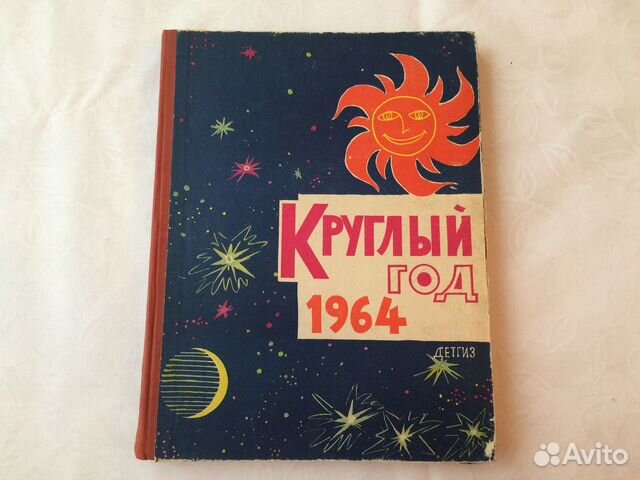 Круглый
год
1964
Детгиз
Avito